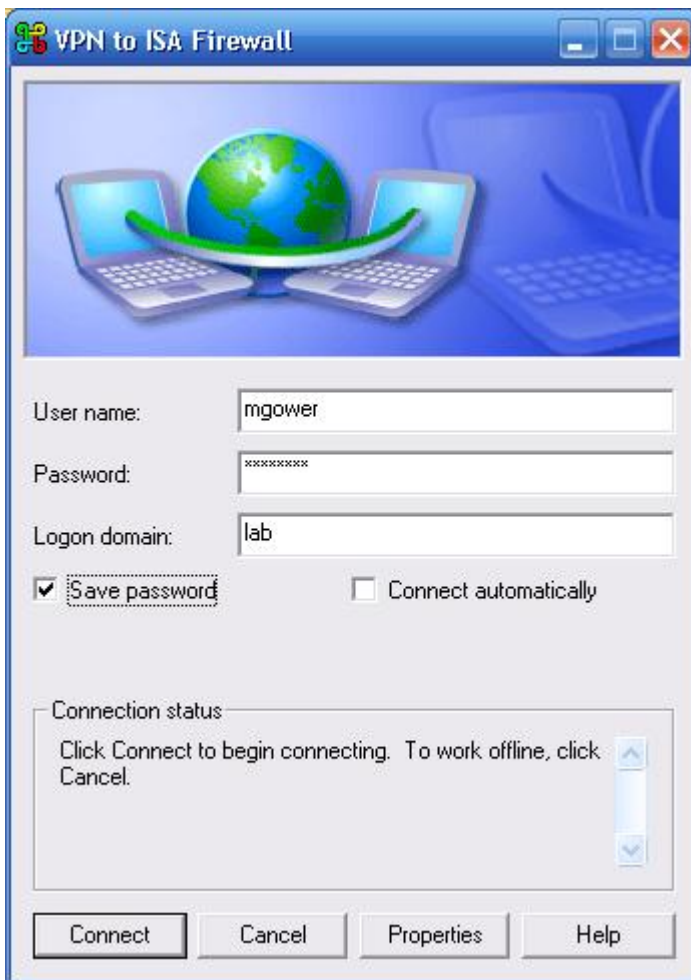 VPN to ISA Firewall
User name: mgower
Password: ********
Logon domain: lab
Save password Connect automatically
Connection status
Click Connect to begin connecting. To work offline, click
Cancel.
Connect Cancel Properties Help